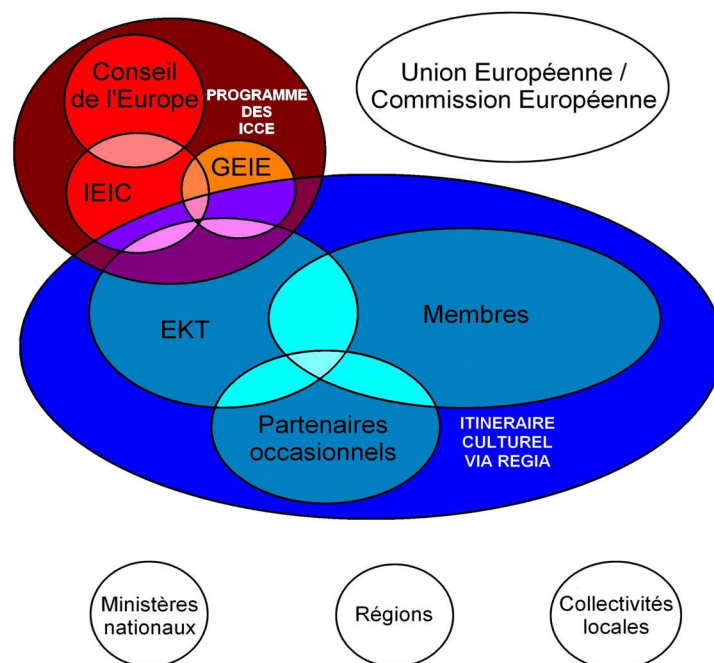 Conseil
de l'Europe
PROGRAMME
DES
ICCE
Union Européenne /
Commission Européenne
IEIC
GEIE
EKT
Membres
Partenaires
occasionnels
ITINERAIRE
CULTUREL
VIA REGIA
Ministères
nationaux
Régions
Collectivités
locales